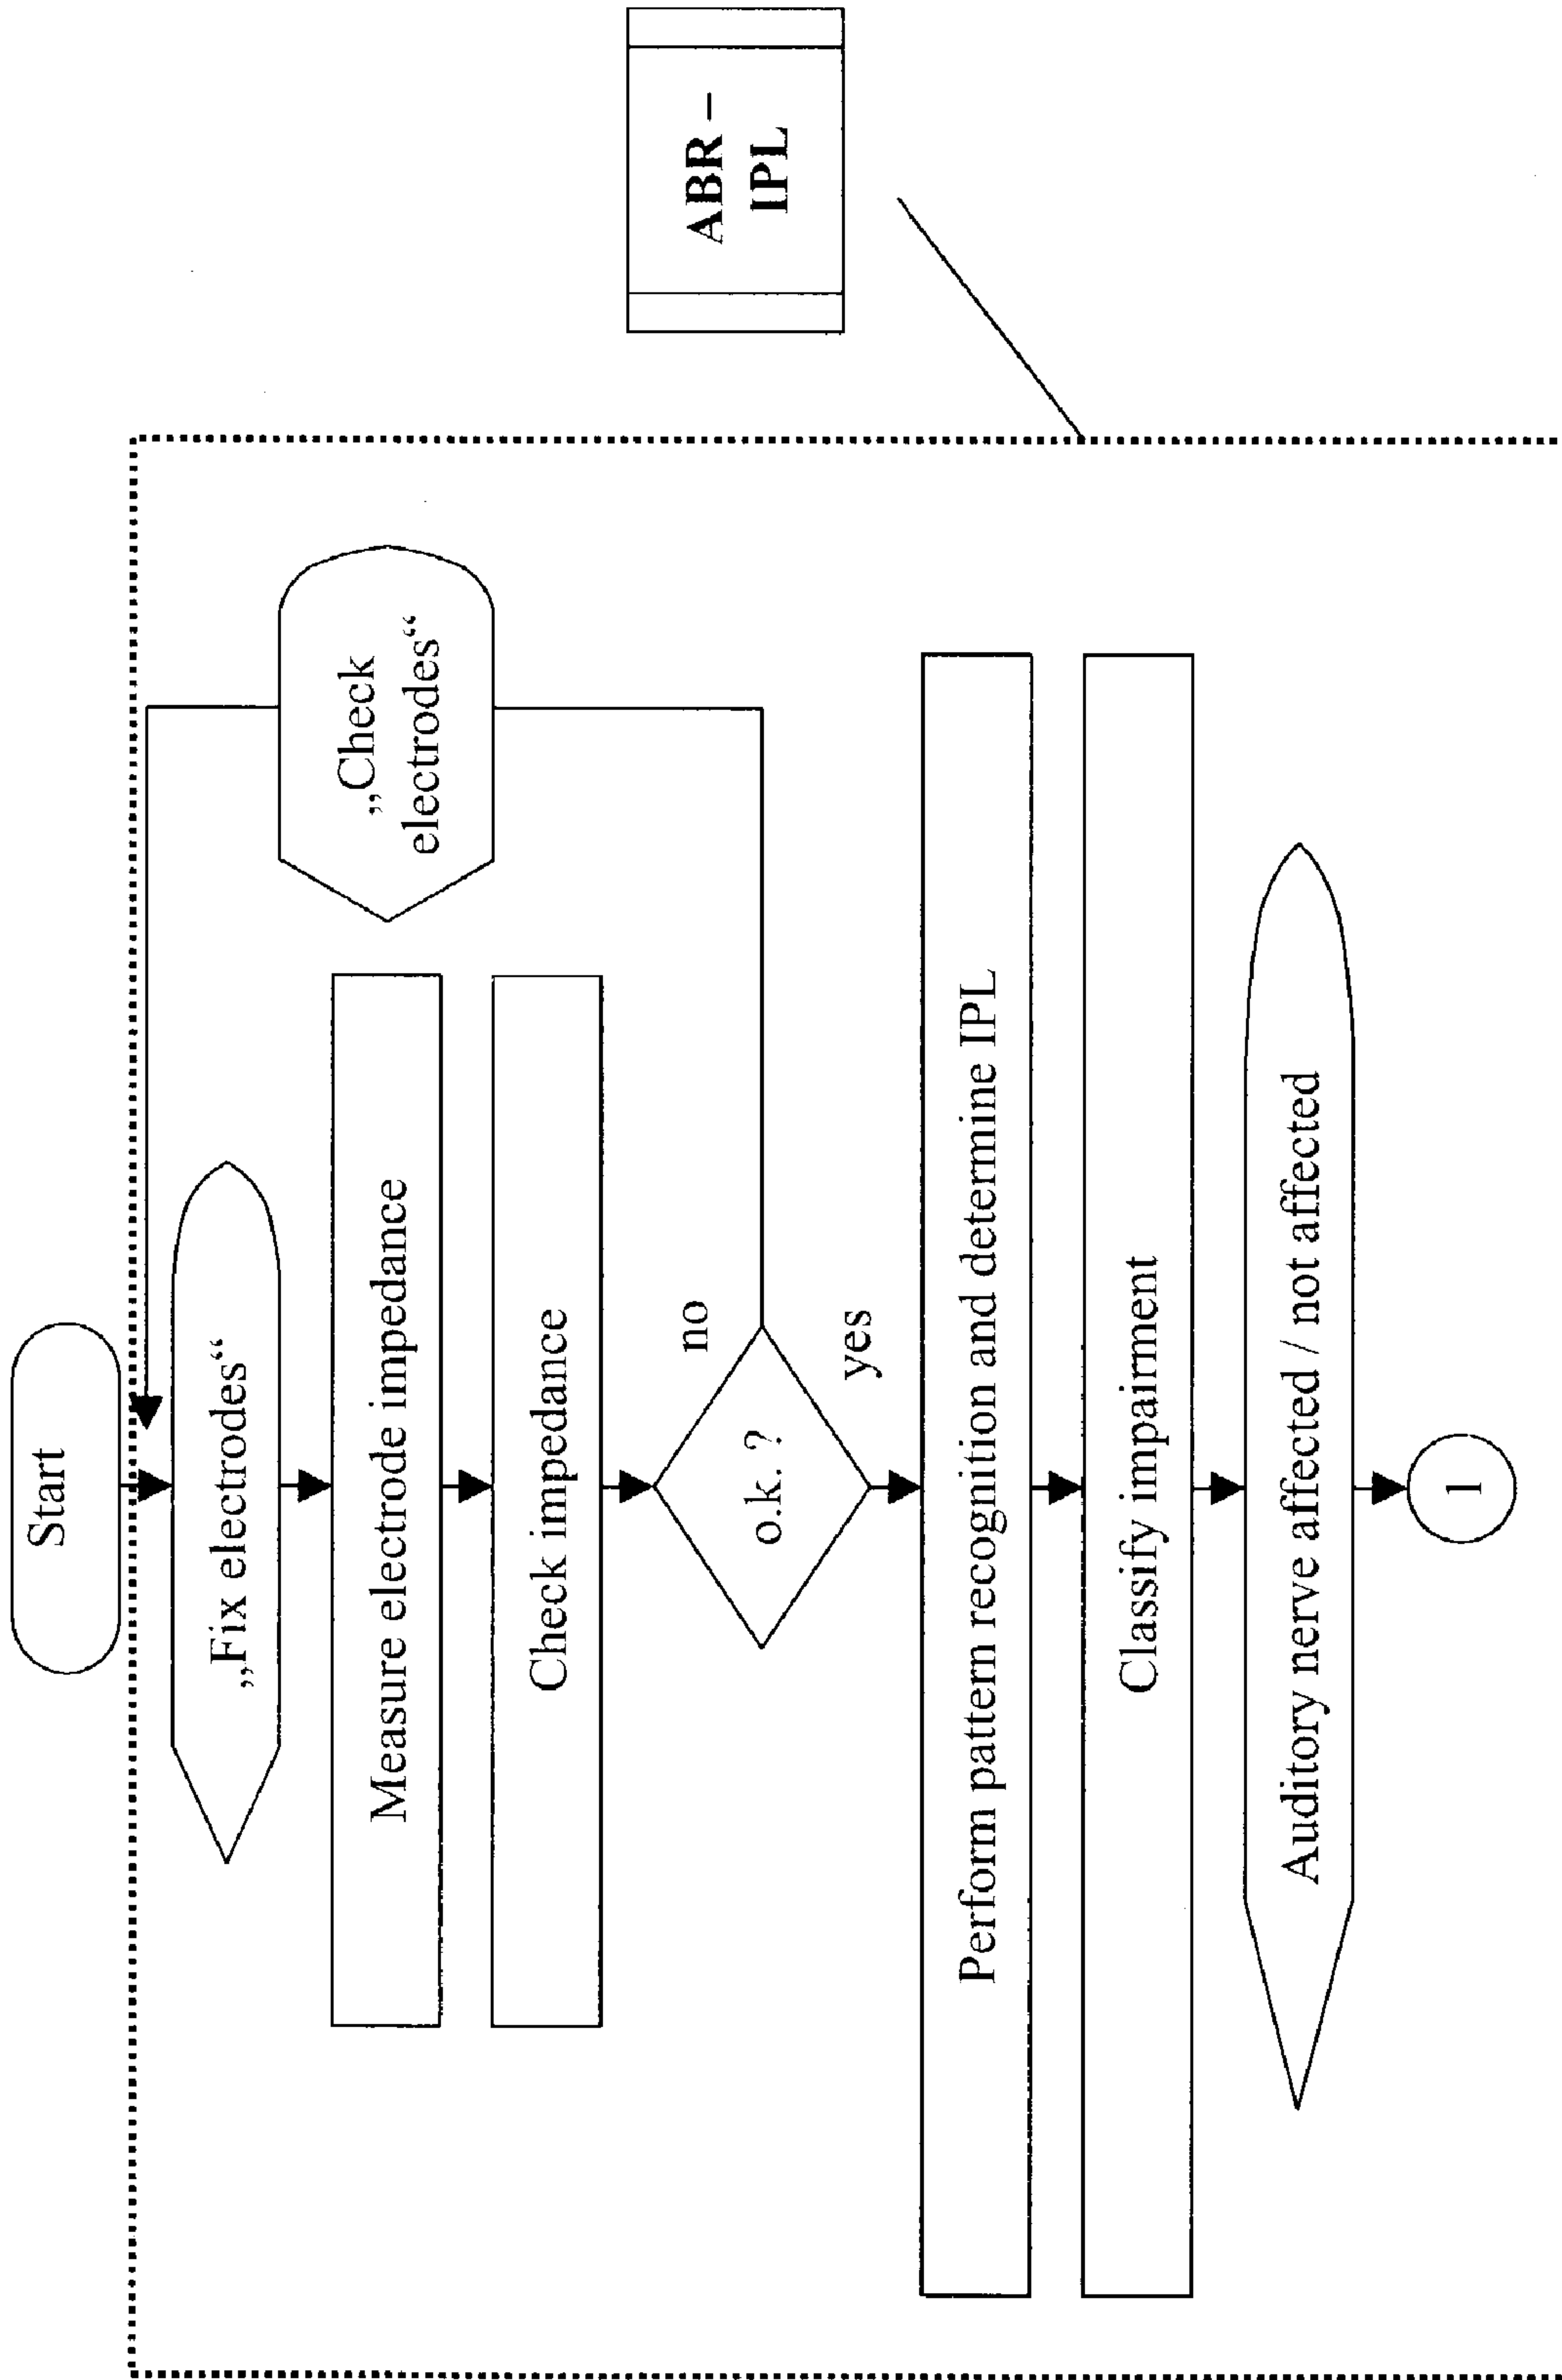 Start
„Fix electrodes“
Measure electrode impedance
Check impedance
o.k. ?
no
yes
„Check
electrodes“
Perform pattern recognition and determine IPL
Classify impairment
Auditory nerve affected / not affected
1
ABR –
IPL